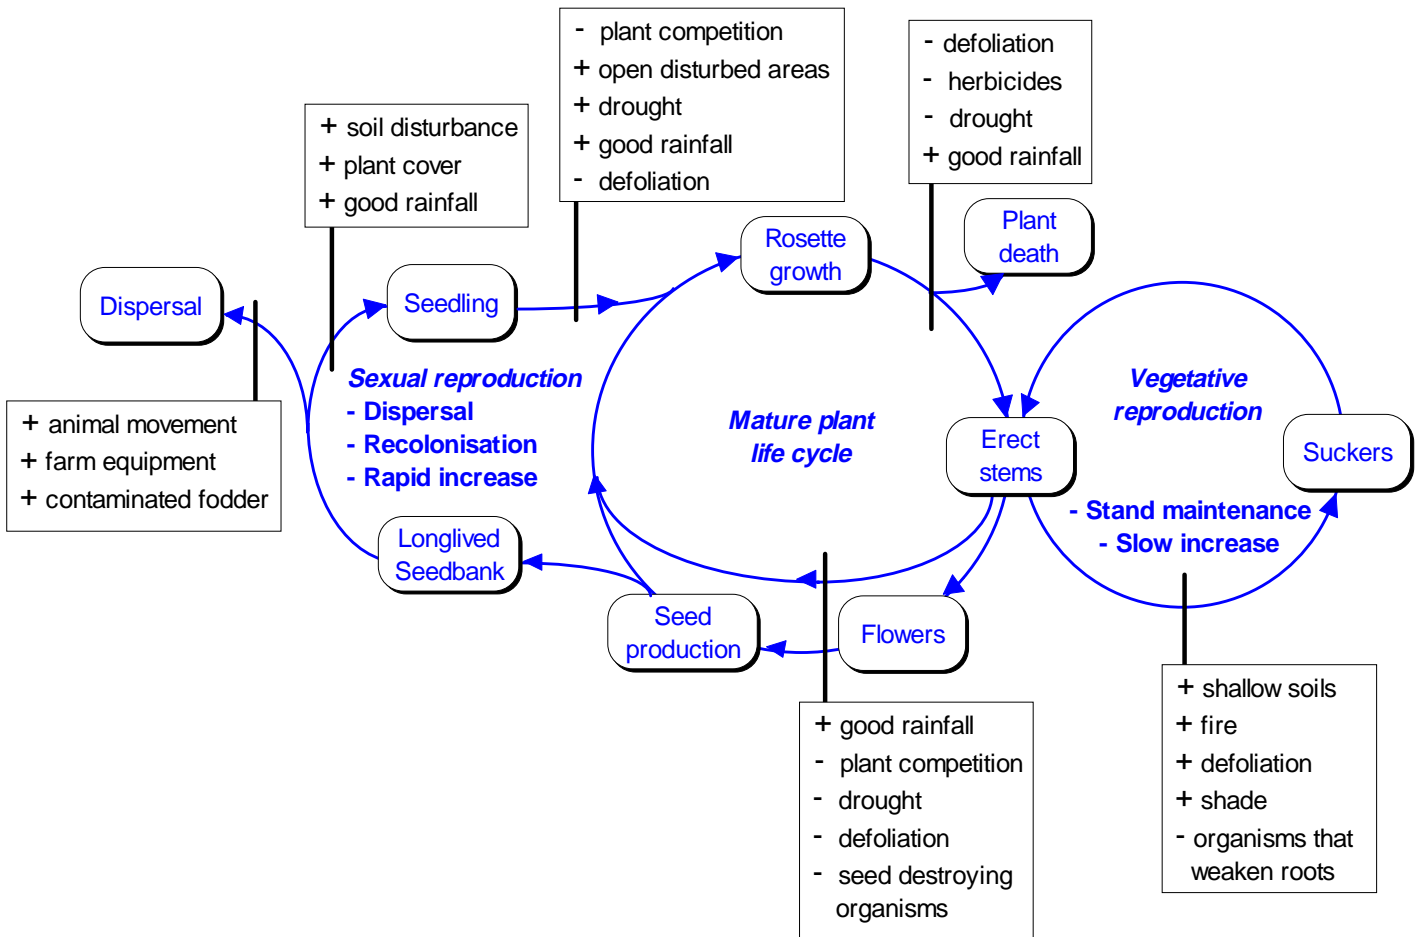 - plant competition
+ open disturbed areas
+ drought
+ good rainfall
- defoliation
- defoliation
- herbicides
- drought
+ good rainfall
+ soil disturbance
+ plant cover
+ good rainfall
Rosette
growth
Plant
death
Dispersal
Seedling
Sexual reproduction
- Dispersal
- Recolonisation
- Rapid increase
Mature plant
life cycle
Vegetative
reproduction
Erect
stems
Suckers
- Stand maintenance
- Slow increase
+ animal movement
+ farm equipment
+ contaminated fodder
Longlived
Seedbank
Seed
production
Flowers
+ good rainfall
- plant competition
- drought
- defoliation
- seed destroying
organisms
+ shallow soils
+ fire
+ defoliation
+ shade
- organisms that
weaken roots